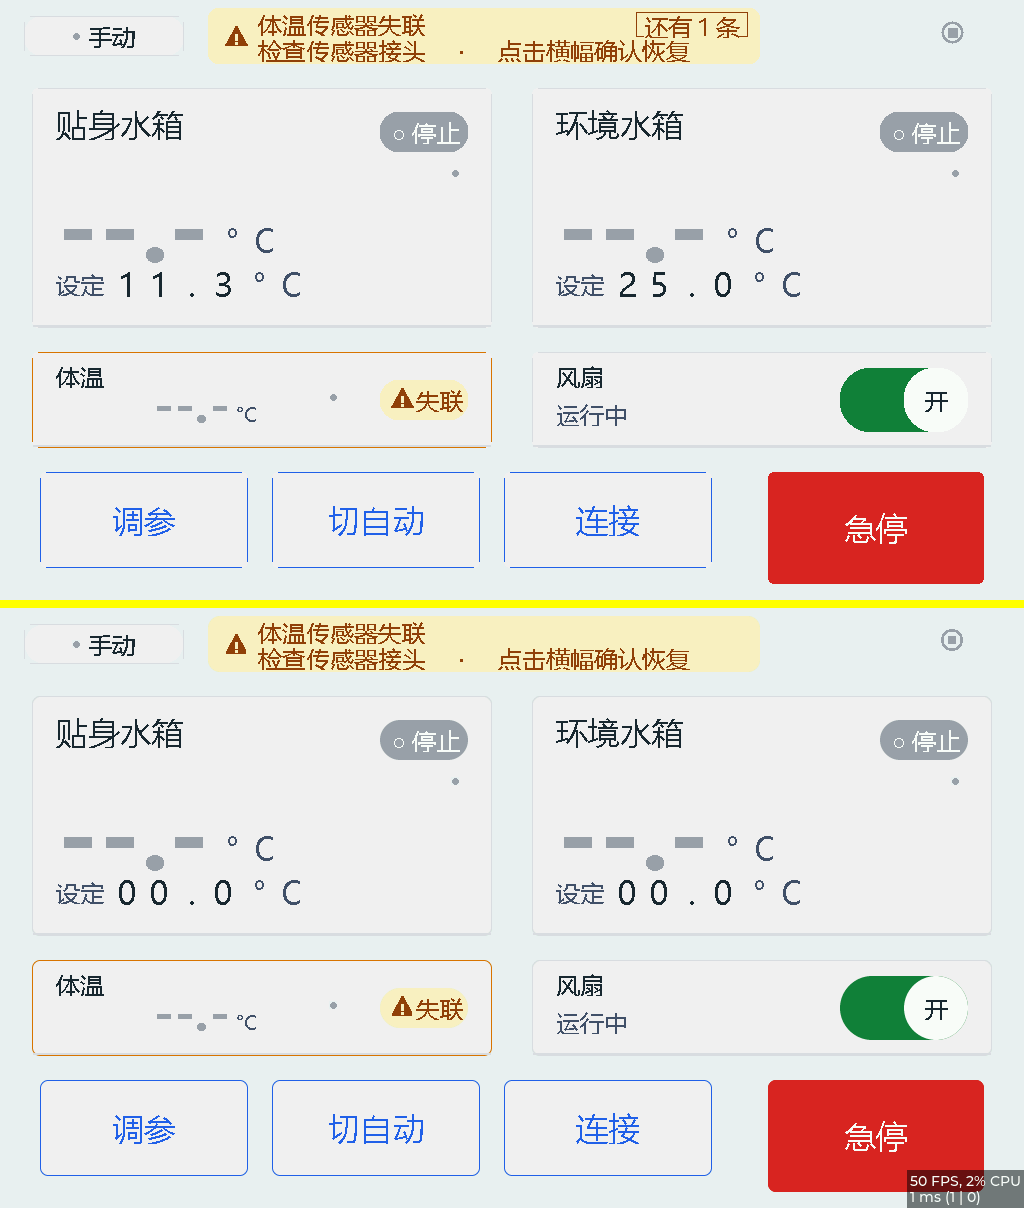 手动
体温传感器失联
还有1条
检查传感器接头 · 点击横幅确认恢复
贴身水箱
停止
--.- °C
设定 11.3 °C
环境水箱
停止
--.- °C
设定 25.0 °C
体温
--.- °C
失联
风扇
运行中
开
调参
切自动
连接
急停
手动
体温传感器失联
检查传感器接头 · 点击横幅确认恢复
贴身水箱
停止
--.- °C
设定 00.0 °C
环境水箱
停止
--.- °C
设定 00.0 °C
体温
--.- °C
失联
风扇
运行中
开
调参
切自动
连接
急停
50 FPS, 2% CPU
1 ms (1 | 0)